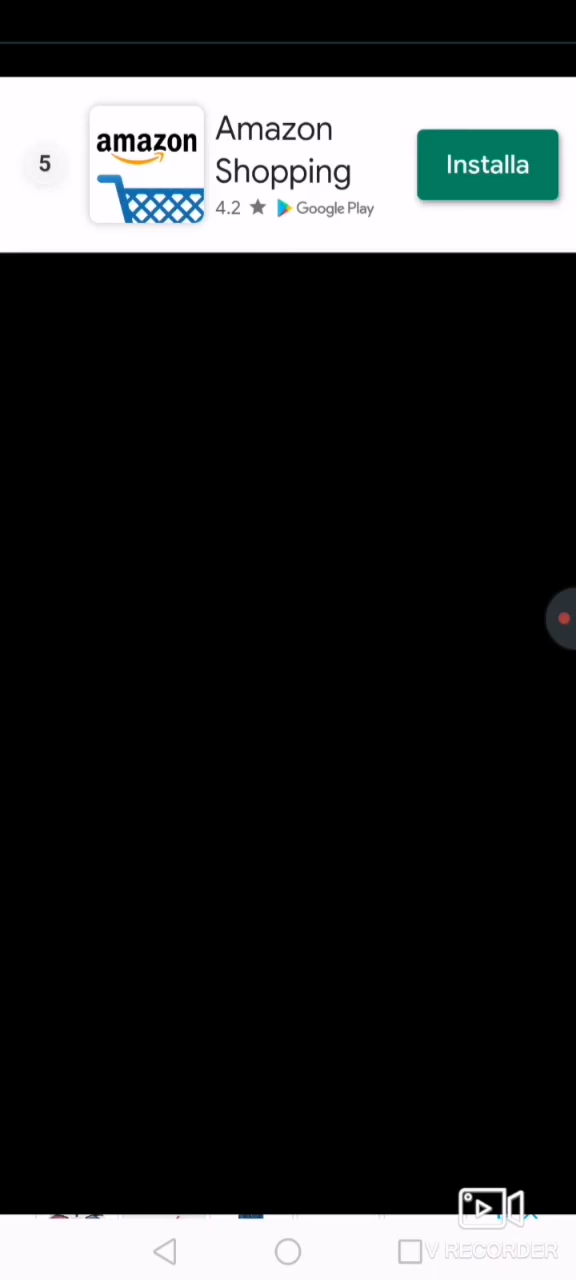 5
amazon
Amazon
Shopping
4.2 ★ Google Play
Installa
V RECORDER